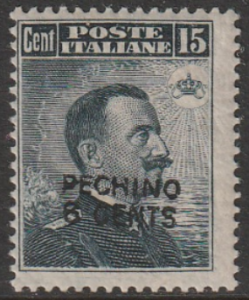 Cent POSTE 15
ITALIANE
PECHINO
6 CENTS